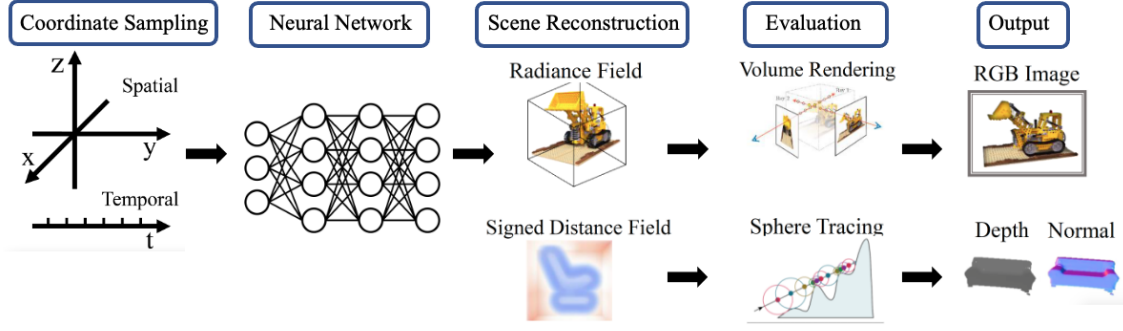 Coordinate Sampling
Neural Network
Scene Reconstruction
Evaluation
Output
z
Spatial
y
x
Temporal
t
Radiance Field
Volume Rendering
RGB Image
Signed Distance Field
Sphere Tracing
Depth
Normal